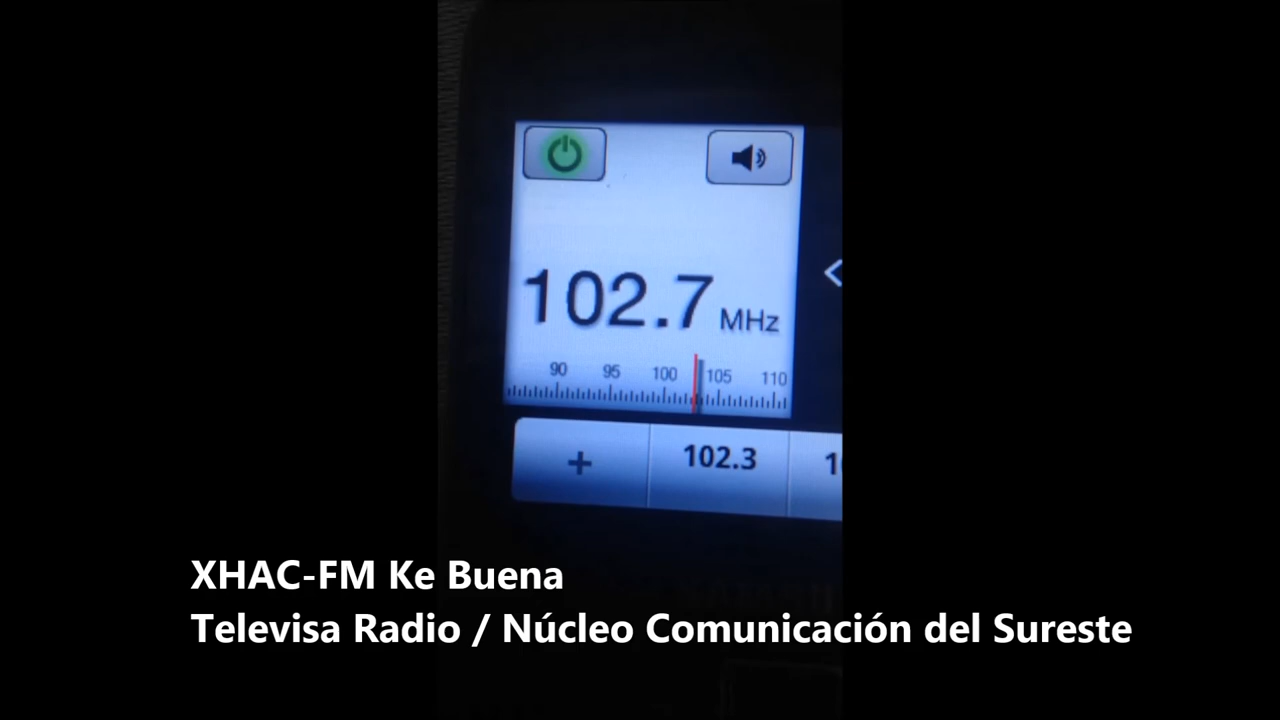 102.7 MHz
90 95 100 105 110
+ 102.3
XHAC-FM Ke Buena
Televisa Radio / Núcleo Comunicación del Sureste